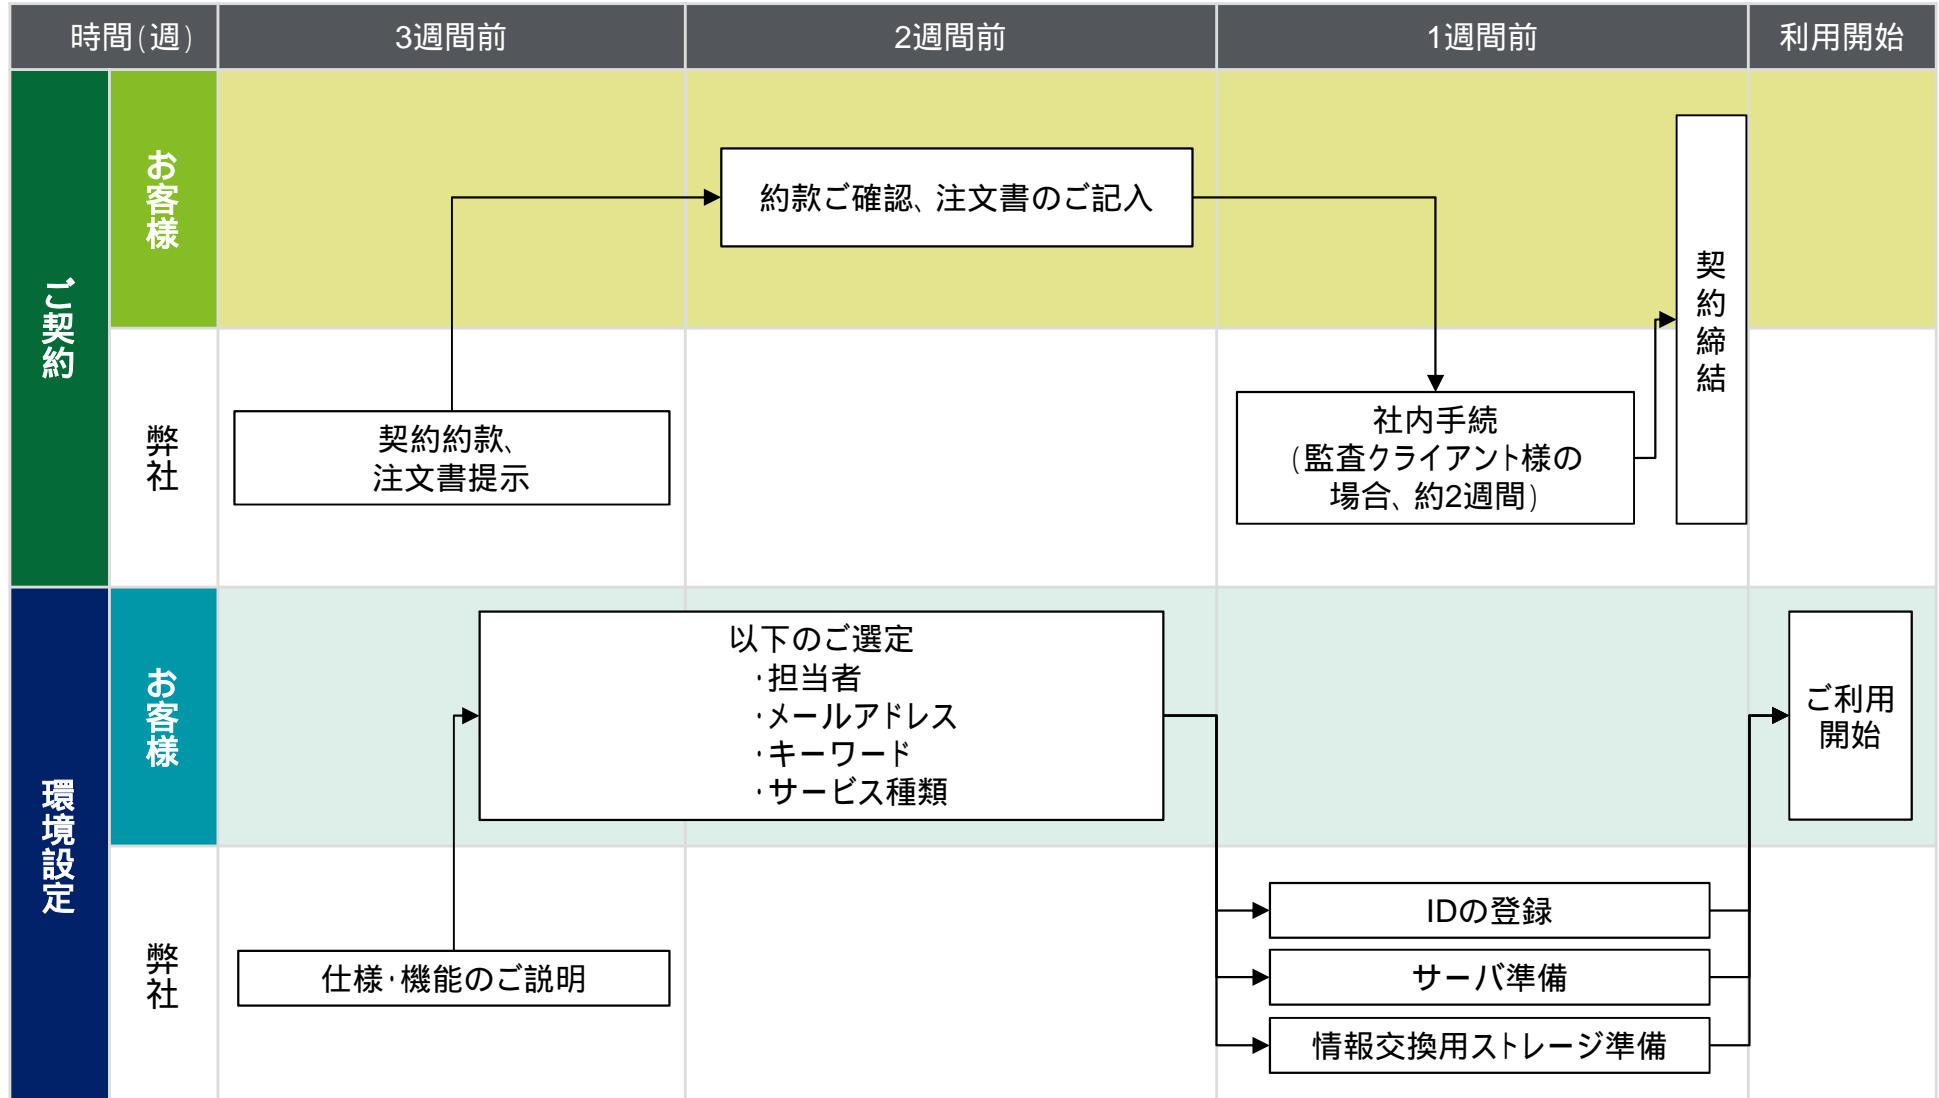 時間(週)
3週間前
2週間前
1週間前
利用開始
ご契約
お客様
約款ご確認、注文書のご記入
契約締結
弊社
契約約款、
注文書提示
社内手続
(監査クライアント様の
場合、約2週間)
環境設定
お客様
以下のご選定
・担当者
・メールアドレス
・キーワード
・サービス種類
ご利用
開始
弊社
仕様・機能のご説明
IDの登録
サーバ準備
情報交換用ストレージ準備